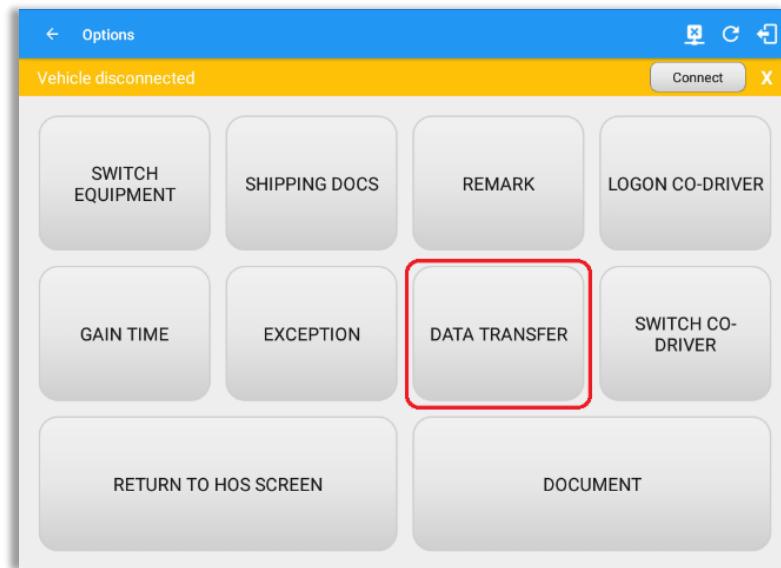 Options
Vehicle disconnected
Connect
X
SWITCH
EQUIPMENT
SHIPPING DOCS
REMARK
LOGON CO-DRIVER
GAIN TIME
EXCEPTION
DATA TRANSFER
SWITCH CO-
DRIVER
RETURN TO HOS SCREEN
DOCUMENT